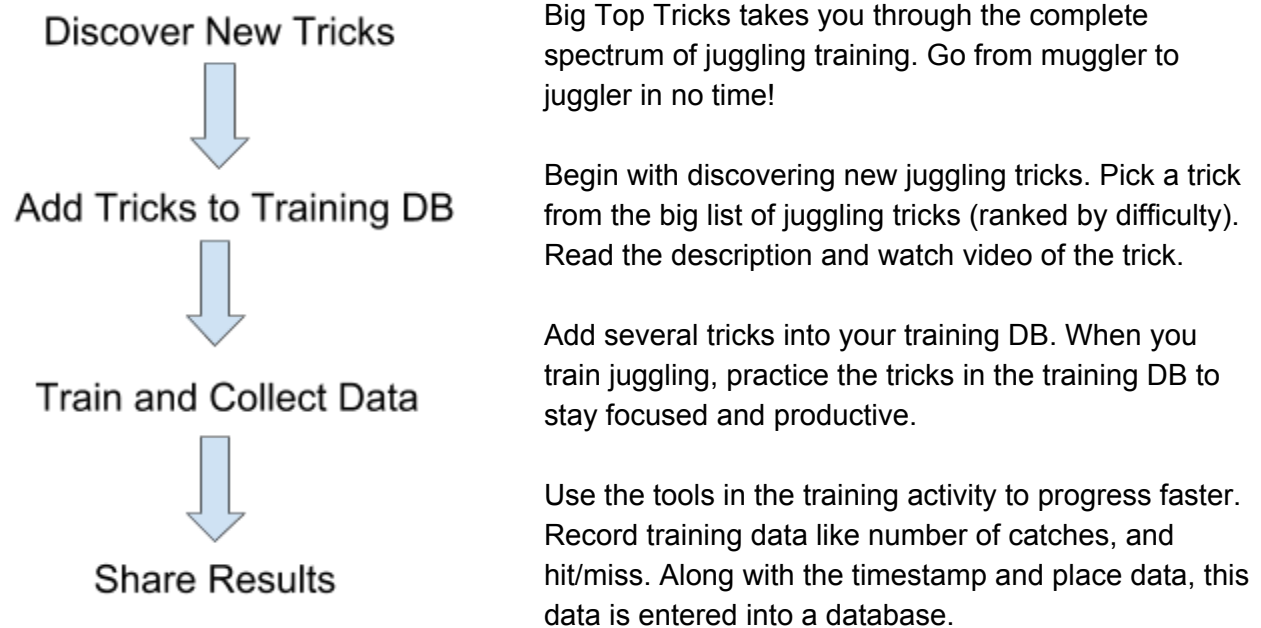 Discover New Tricks
Add Tricks to Training DB
Train and Collect Data
Share Results
Big Top Tricks takes you through the complete
spectrum of juggling training. Go from muggler to
juggler in no time!
Begin with discovering new juggling tricks. Pick a trick
from the big list of juggling tricks (ranked by difficulty).
Read the description and watch video of the trick.
Add several tricks into your training DB. When you
train juggling, practice the tricks in the training DB to
stay focused and productive.
Use the tools in the training activity to progress faster.
Record training data like number of catches, and
hit/miss. Along with the timestamp and place data, this
data is entered into a database.